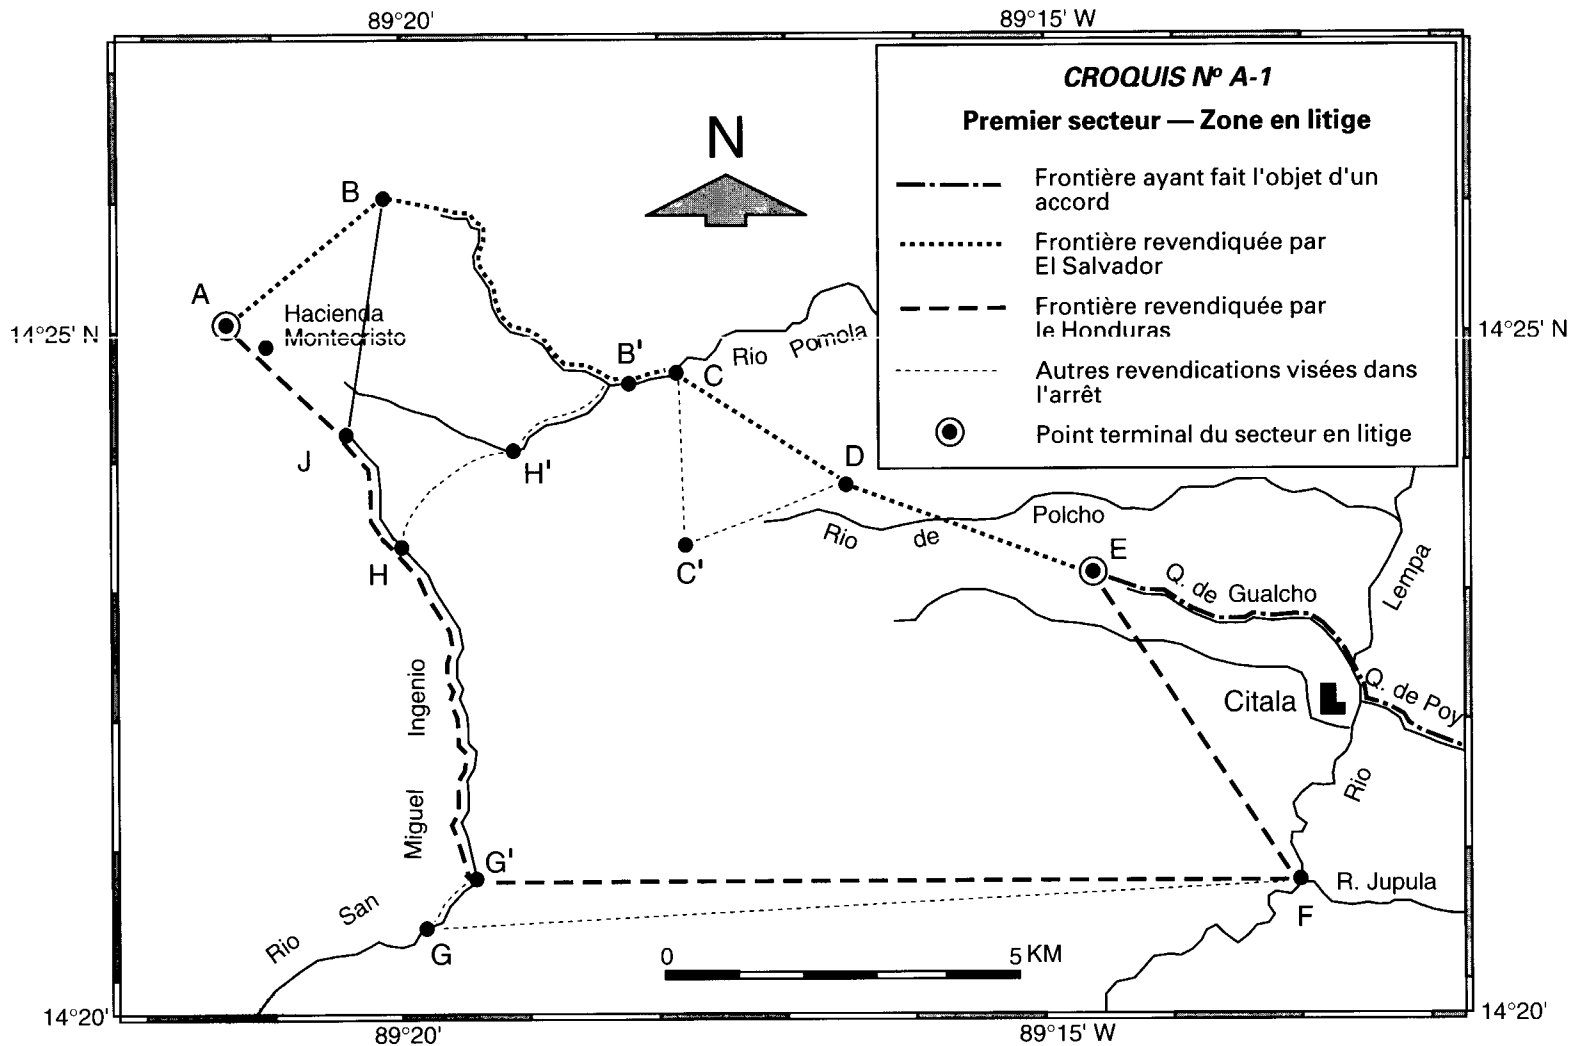 89°20'
89°15' W
CROQUIS Nº A-1
Premier secteur — Zone en litige
Frontière ayant fait l'objet d'un
accord
Frontière revendiquée par
El Salvador
Frontière revendiquée par
le Honduras
Autres revendications visées dans
l'arrêt
Point terminal du secteur en litige
N
B
A
Hacienda
Montecristo
14°25' N
14°25' N
Rio Pomola
B'
C
J
H'
D
H
C'
Rio de Polcho
E
Q. de Gualcho
Lempa
Citala
Q. de Poy
Rio
Rio San Miguel Ingenio
G'
G
F
R. Jupula
0
5 KM
14°20'
14°20'
89°20'
89°15' W